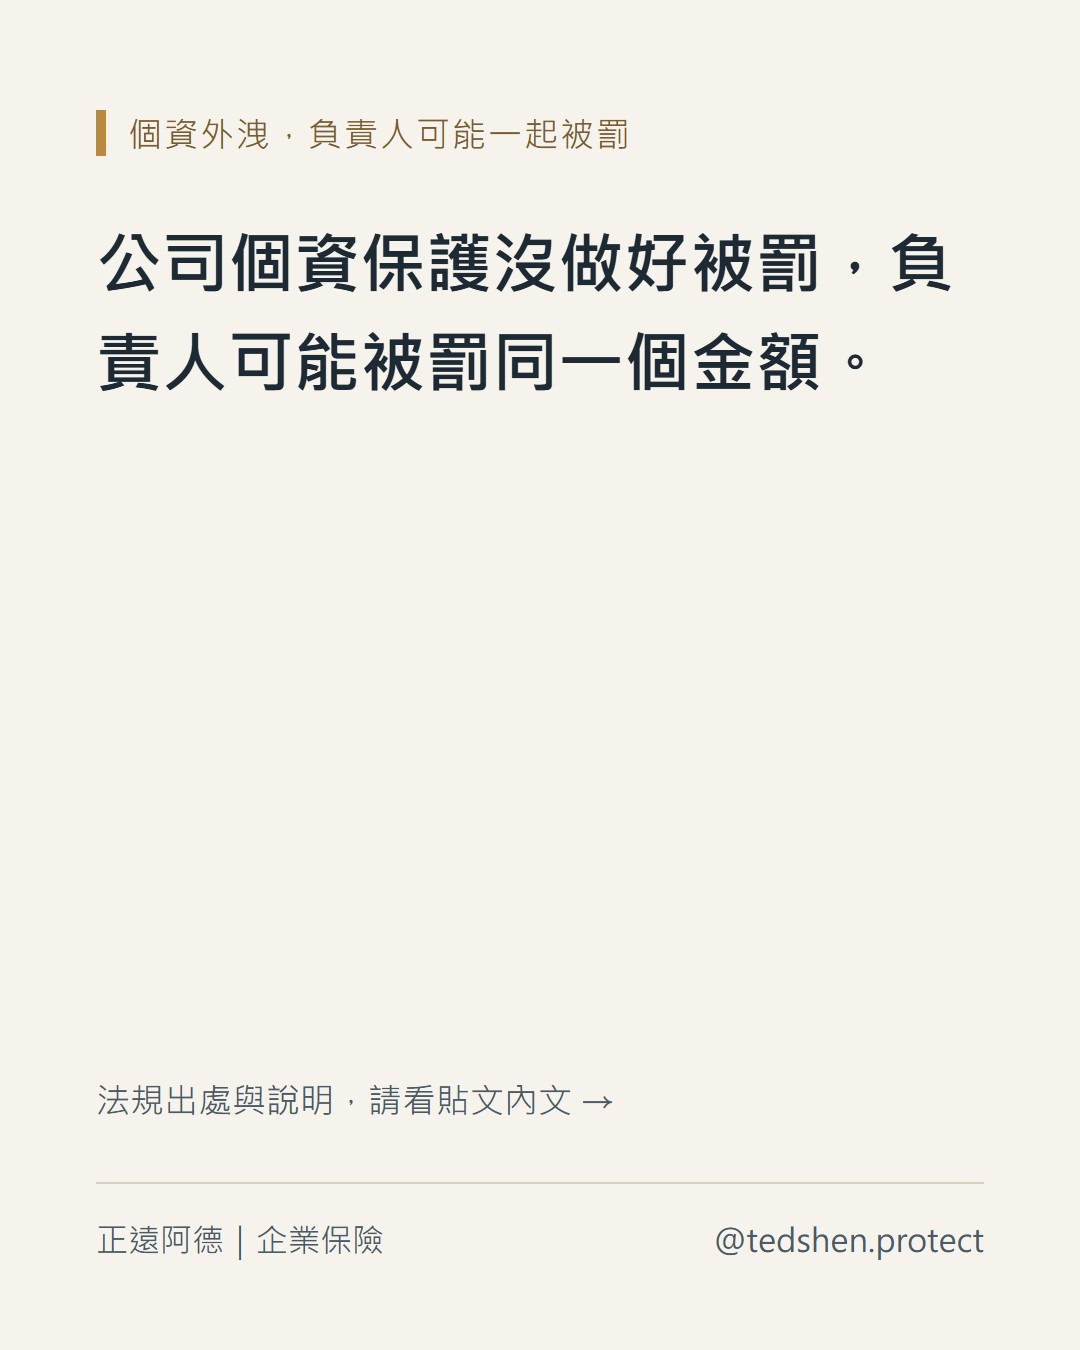 個資外洩，負責人可能一起被罰
公司個資保護沒做好被罰，負
責人可能被罰同一個金額。
法規出處與說明，請看貼文內文 →
正遠阿德｜企業保險
@tedshen.protect